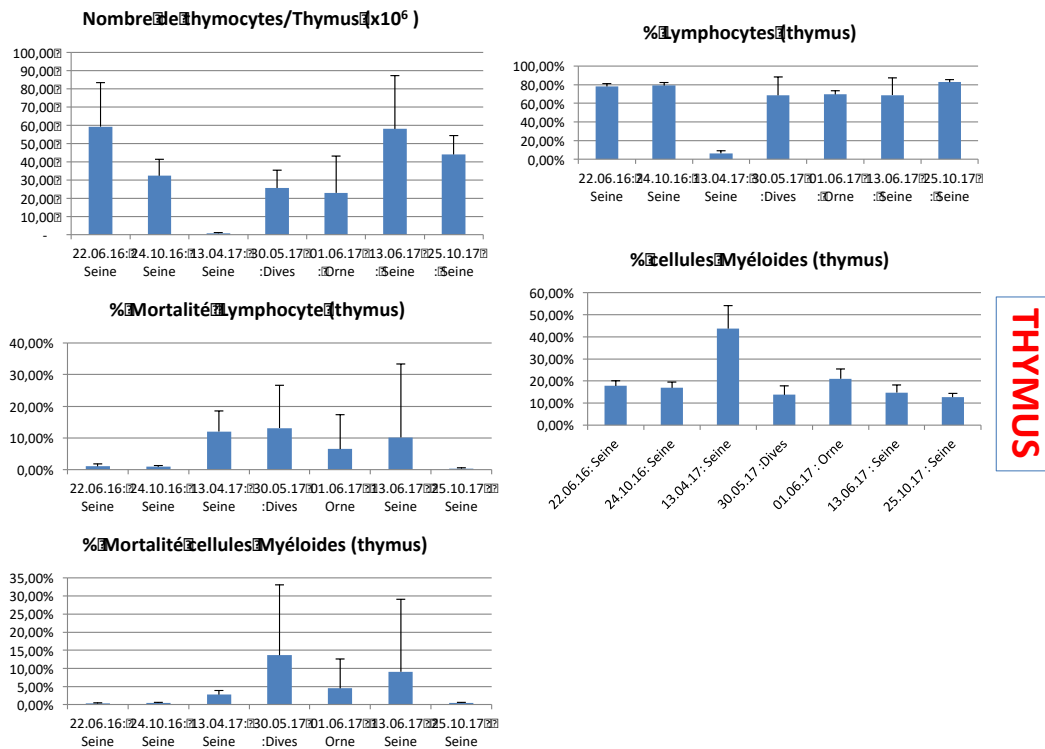 Nombre de thymocytes/Thymus (x10⁶ )
100,00
90,00
80,00
70,00
60,00
50,00
40,00
30,00
20,00
10,00
-
22.06.16: 24.10.16: 13.04.17: 30.05.17 01.06.17 13.06.17 25.10.17
Seine Seine Seine :Dives : Orne : Seine : Seine
% Lymphocytes (thymus)
100,00%
80,00%
60,00%
40,00%
20,00%
0,00%
22.06.16: 24.10.16: 13.04.17: 30.05.17 01.06.17 13.06.17 25.10.17
Seine Seine Seine :Dives : Orne : Seine : Seine
% Mortalité Lymphocyte (thymus)
40,00%
30,00%
20,00%
10,00%
0,00%
22.06.16: 24.10.16: 13.04.17: 30.05.17 01.06.17 : 13.06.17 : 25.10.17 :
Seine Seine Seine :Dives Orne Seine Seine
% cellules Myéloides (thymus)
60,00%
50,00%
40,00%
30,00%
20,00%
10,00%
0,00%
22.06.16: Seine
24.10.16: Seine
13.04.17: Seine
30.05.17 :Dives
01.06.17 : Orne
13.06.17 : Seine
25.10.17 : Seine
THYMUS
% Mortalité cellules Myéloides (thymus)
35,00%
30,00%
25,00%
20,00%
15,00%
10,00%
5,00%
0,00%
22.06.16: 24.10.16: 13.04.17: 30.05.17 01.06.17 : 13.06.17 : 25.10.17 :
Seine Seine Seine :Dives Orne Seine Seine